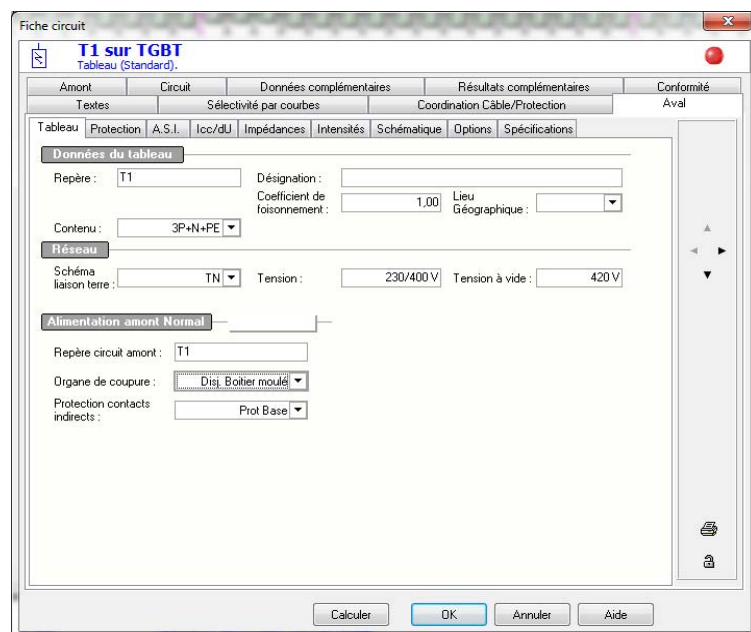 Fiche circuit
T1 sur TGBT
Tableau (Standard).
Amont Circuit Données complémentaires Résultats complémentaires Conformité
Textes Sélectivité par courbes Coordination Câble/Protection Aval
Tableau Protection A.S.I. Icc/dU Impédances Intensités Schématique Options Spécifications
Données du tableau
Repère : T1 Désignation :
Coefficient de foisonnement : 1,00 Lieu Géographique :
Contenu : 3P+N+PE
Réseau
Schéma liaison terre : TN Tension : 230/400 V Tension à vide : 420 V
Alimentation amont Normal
Repère circuit amont : T1
Organe de coupure : Disj. Boitier moulé
Protection contacts indirects : Prot Base
Calculer OK Annuler Aide